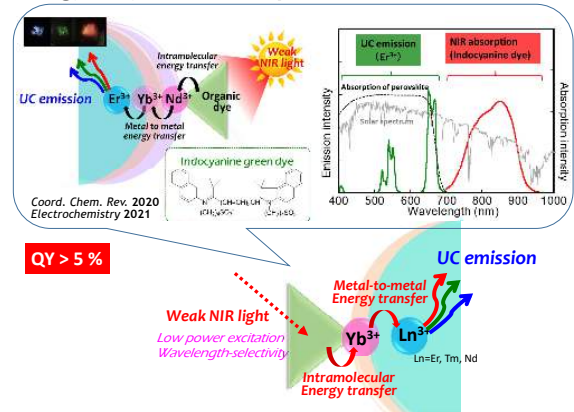 Intramolecular
energy transfer
Weak
NIR light
UC emission
Er3+ Yb3+ Nd3+
Organic
dye
Metal to metal
energy transfer
Indocyanine green dye
Coord. Chem. Rev. 2020
Electrochemistry 2021
UC emission
(Er3+)
NIR absorption
(Indocyanine dye)
Absorption of perovskite
Solar spectrum
Emission intensity
Absorption intensity
400 500 600 700 800 900 1000
Wavelength (nm)
QY > 5 %
UC emission
Metal-to-metal
Energy transfer
Weak NIR light
Low power excitation
Wavelength-selectivity
Yb3+
Ln3+
Ln=Er, Tm, Nd
Intramolecular
Energy transfer